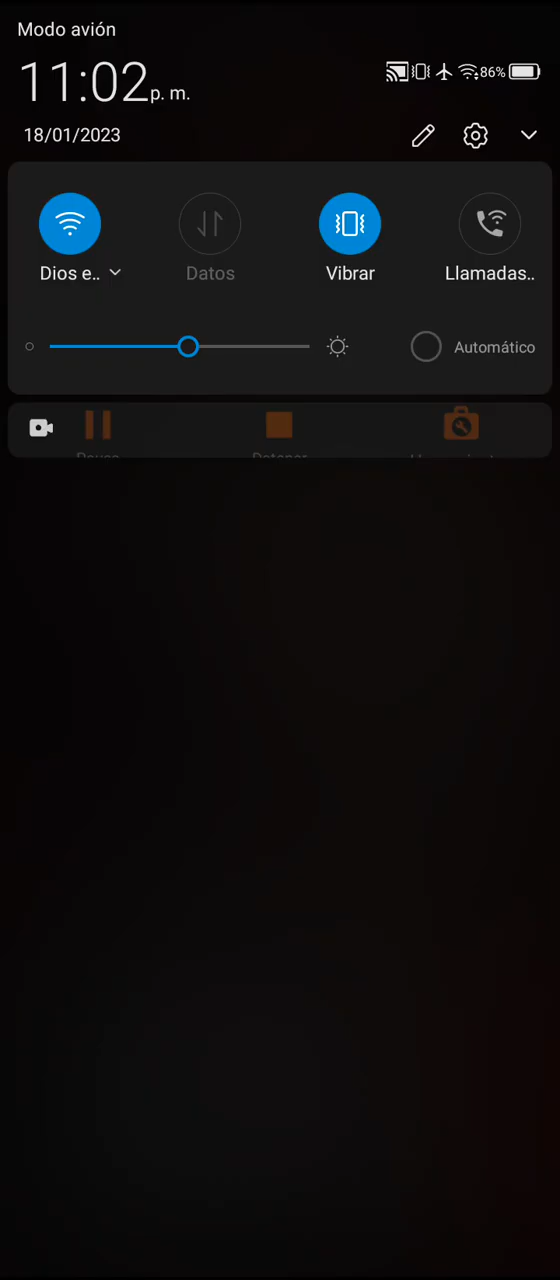 Modo avión
11:02 p. m.
86%
18/01/2023
Dios e.. Datos Vibrar Llamadas..
Automático